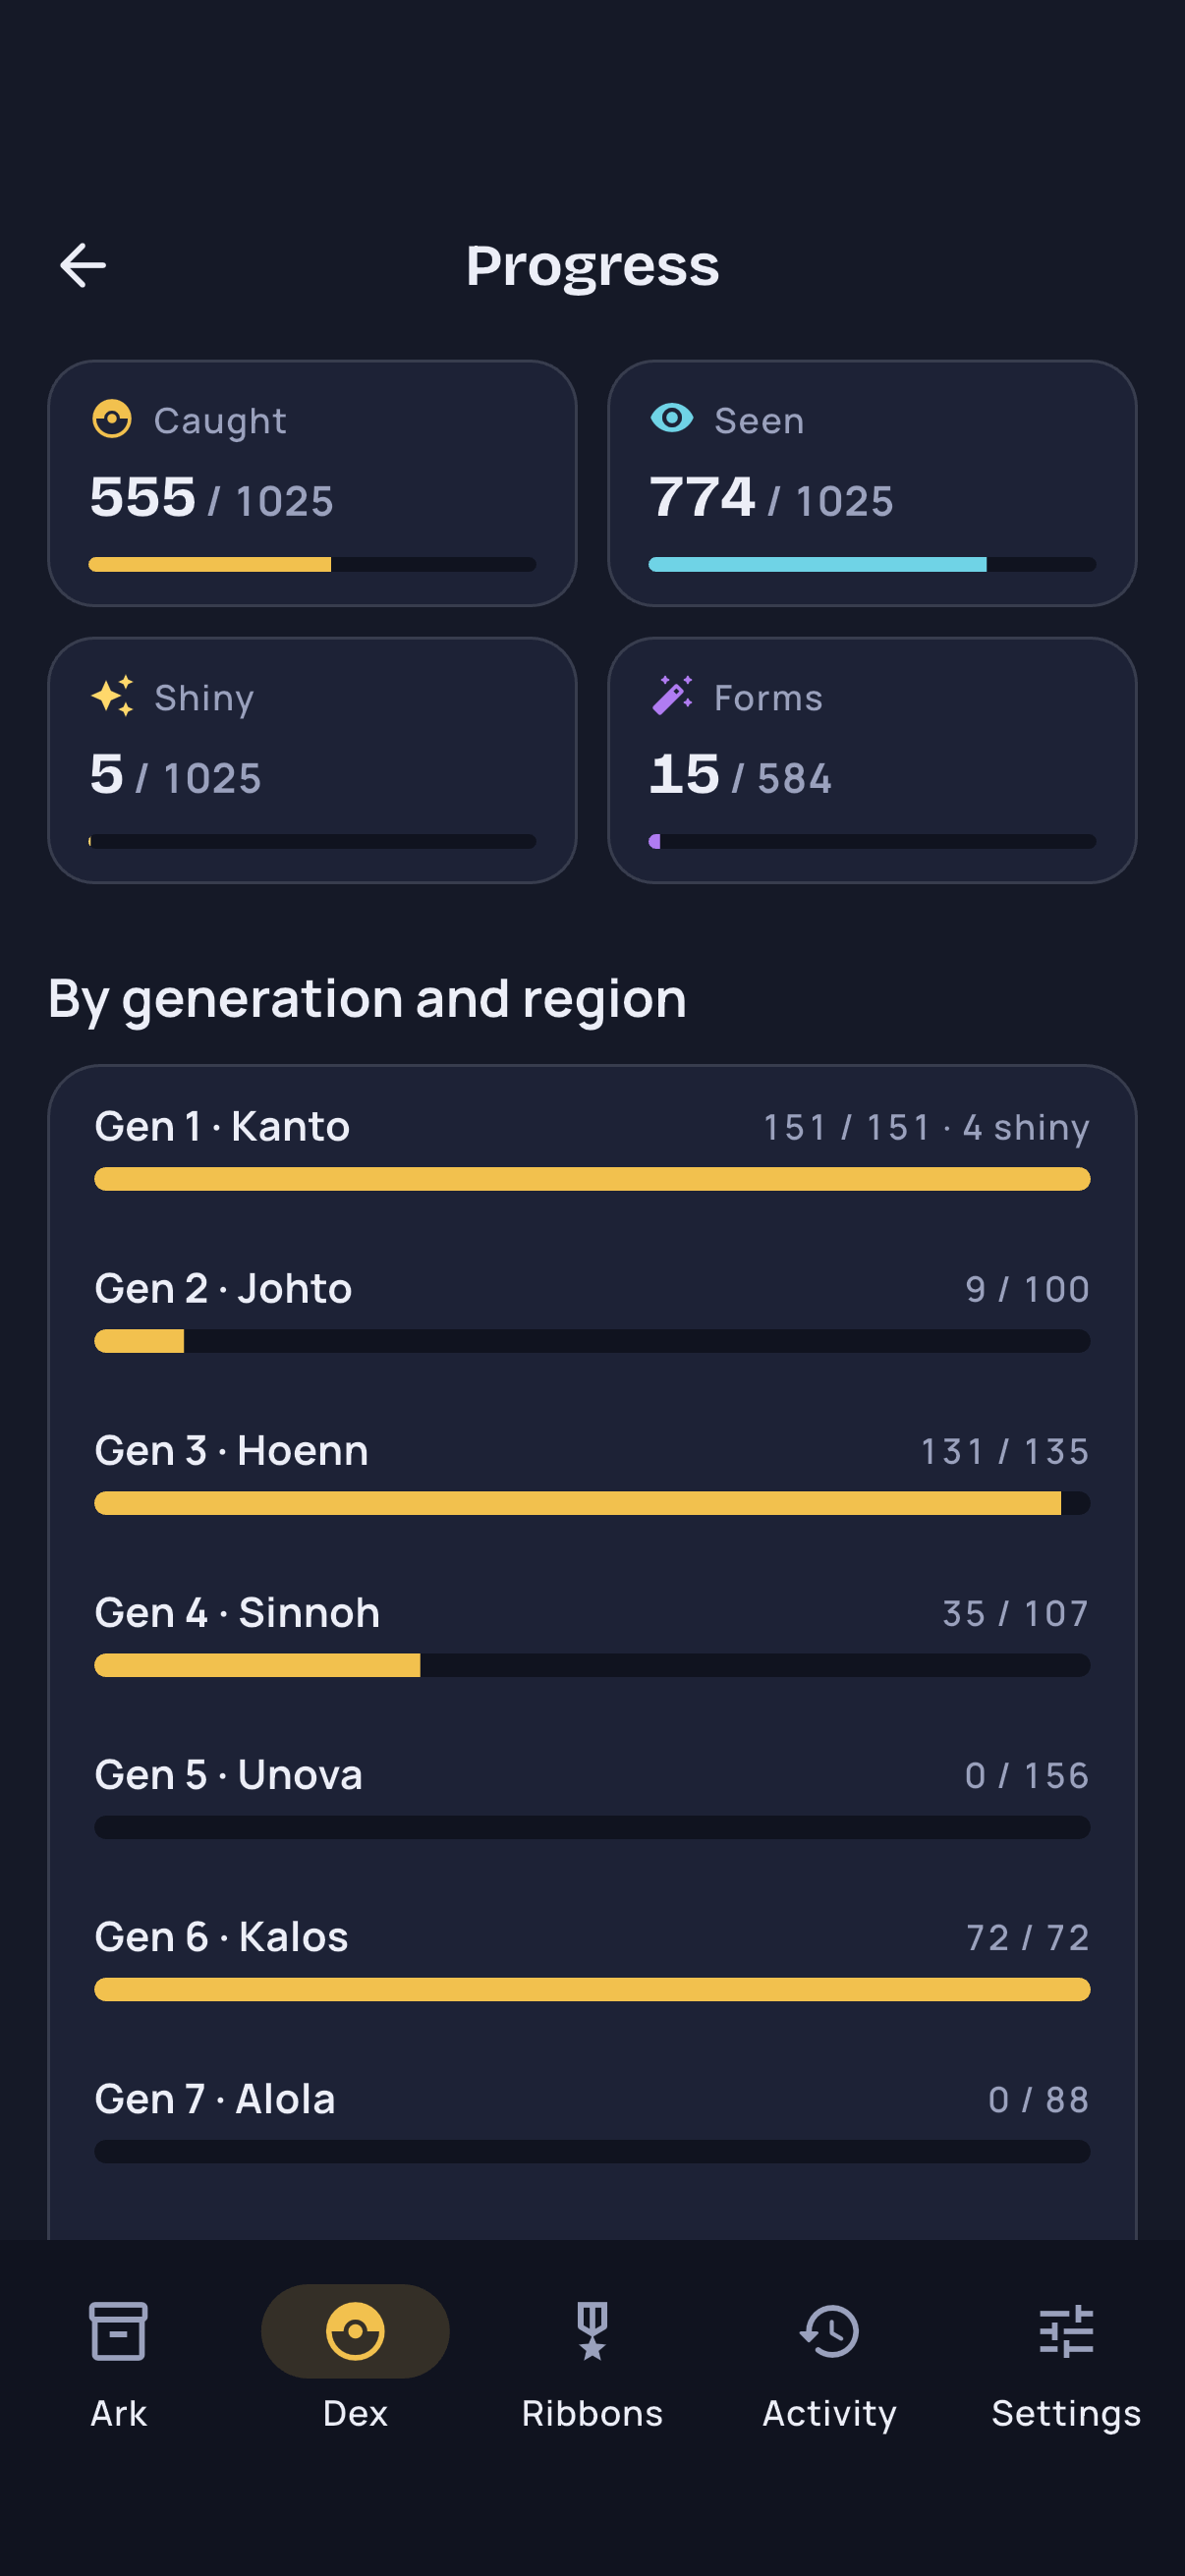 Progress
Caught
555 / 1025
Seen
774 / 1025
Shiny
5 / 1025
Forms
15 / 584
By generation and region
Gen 1 · Kanto 151 / 151 · 4 shiny
Gen 2 · Johto 9 / 100
Gen 3 · Hoenn 131 / 135
Gen 4 · Sinnoh 35 / 107
Gen 5 · Unova 0 / 156
Gen 6 · Kalos 72 / 72
Gen 7 · Alola 0 / 88
Ark Dex Ribbons Activity Settings